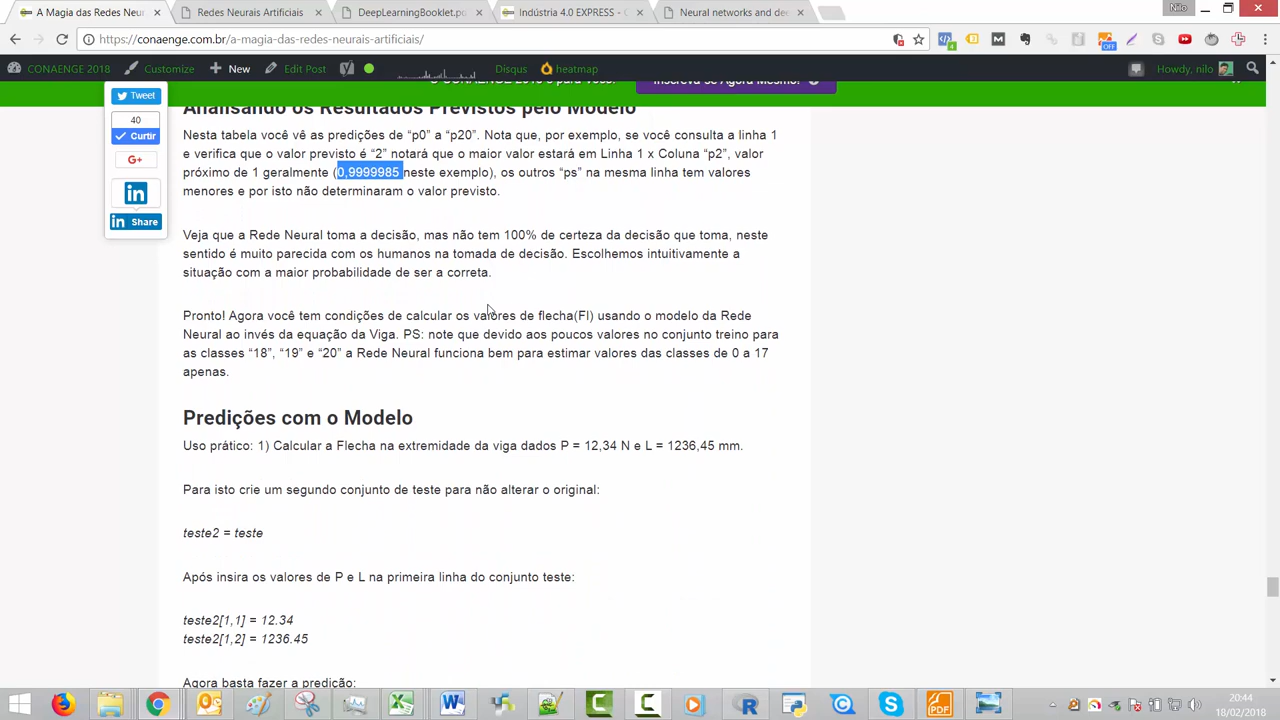 A Magia das Redes Neu
Redes Neurais Artificiais
DeepLearningBooklet.pd
Indústria 4.0 EXPRESS - C
Neural networks and dee
Nilo
https://conaenge.com.br/a-magia-das-redes-neurais-artificiais/
CONAENGE 2018
Customize
New
Edit Post
Disqus
heatmap
Howdy, nilo
Inscreva-se Agora Mesmo!
Tweet
40
Curtir
G+
in
in Share
Analisando os Resultados Previstos pelo Modelo
Nesta tabela você vê as predições de “p0” a “p20”. Nota que, por exemplo, se você consulta a linha 1
e verifica que o valor previsto é “2” notará que o maior valor estará em Linha 1 x Coluna “p2”, valor
próximo de 1 geralmente (0,9999985 neste exemplo), os outros “ps” na mesma linha tem valores
menores e por isto não determinaram o valor previsto.
Veja que a Rede Neural toma a decisão, mas não tem 100% de certeza da decisão que toma, neste
sentido é muito parecida com os humanos na tomada de decisão. Escolhemos intuitivamente a
situação com a maior probabilidade de ser a correta.
Pronto! Agora você tem condições de calcular os valores de flecha(Fl) usando o modelo da Rede
Neural ao invés da equação da Viga. PS: note que devido aos poucos valores no conjunto treino para
as classes “18”, “19” e “20” a Rede Neural funciona bem para estimar valores das classes de 0 a 17
apenas.
Predições com o Modelo
Uso prático: 1) Calcular a Flecha na extremidade da viga dados P = 12,34 N e L = 1236,45 mm.
Para isto crie um segundo conjunto de teste para não alterar o original:
teste2 = teste
Após insira os valores de P e L na primeira linha do conjunto teste:
teste2[1,1] = 12.34
teste2[1,2] = 1236.45
Agora basta fazer a predição:
20:44
18/02/2018